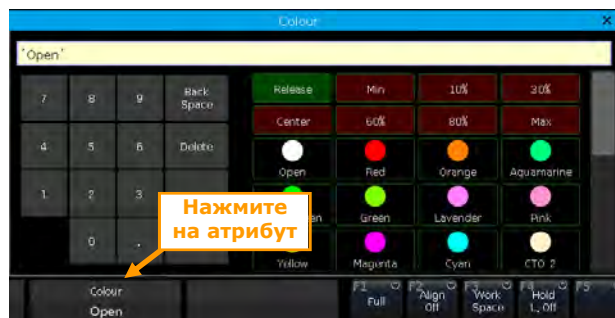 Colour
"Open"
7 8 9 Back Space
Release Min 10% 30%
Center 60% 80% Max
4 5 6 Delete
Open Red Orange Aquamarine
1 2 3
Нажмите
на атрибут
en Green Lavender Pink
0 .
Yellow Magenta Cyan CTO 2
Colour
Open
F1 Full
F2 Align Off
F3 Work Space
F4 Hold L, Off
F5